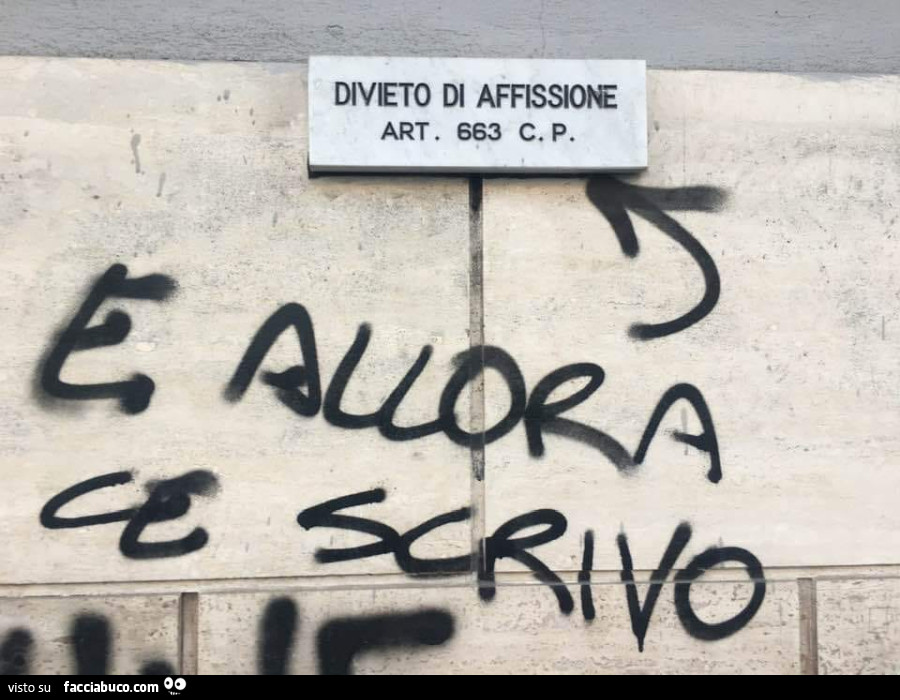 DIVIETO DI AFFISSIONE
ART. 663 C.P.
E ALLORA
CE SCRIVO
visto su facciabuco.com